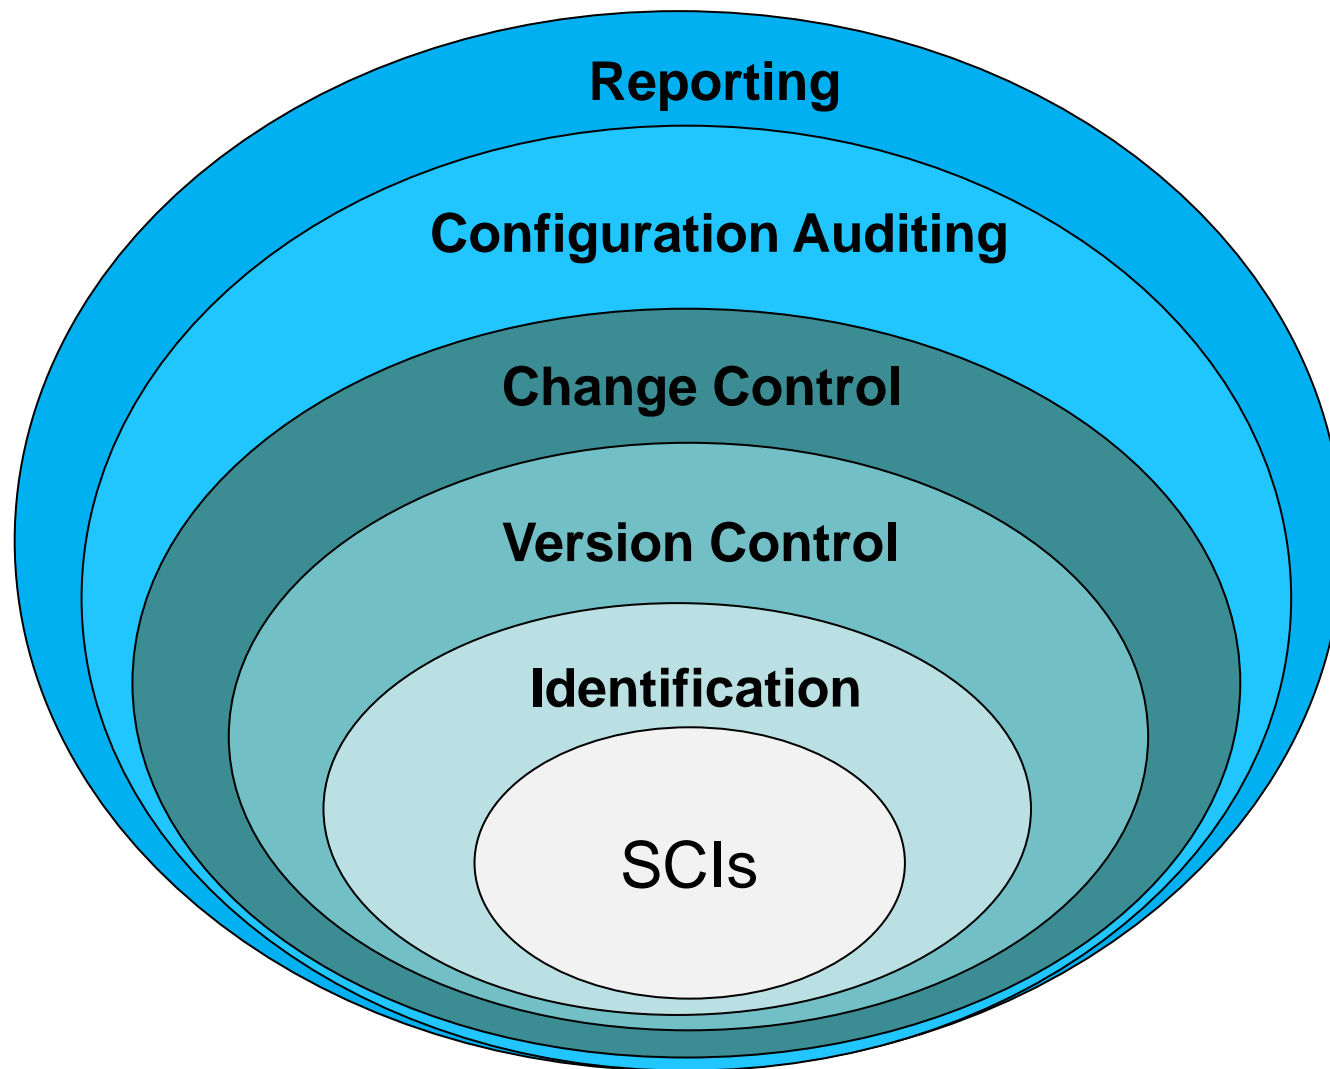 Reporting
Configuration Auditing
Change Control
Version Control
Identification
SCIs